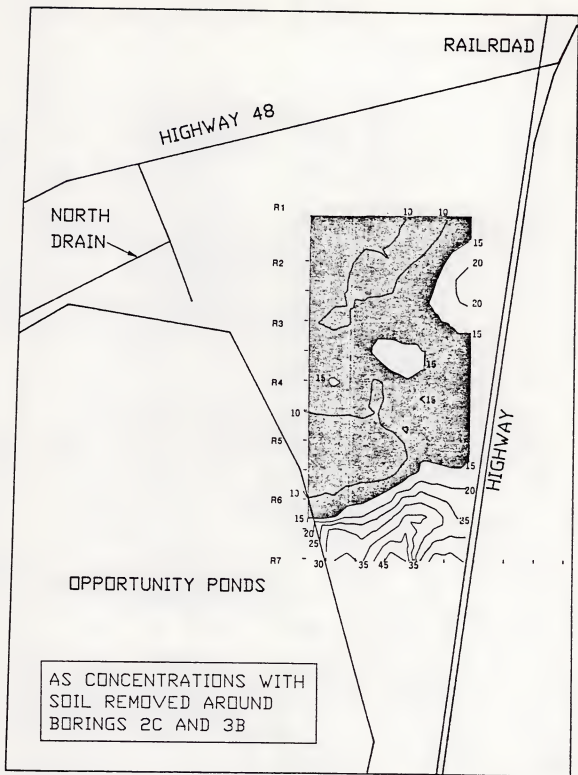 RAILROAD
HIGHWAY 48
NORTH
DRAIN
R1
10 10
15
R2
20
20
R3
15
15
R4
15
15
10
R5
15
20
R6
10
15
20
25
25
R7
30 35 45 35
HIGHWAY
OPPORTUNITY PONDS
AS CONCENTRATIONS WITH
SOIL REMOVED AROUND
BORINGS 2C AND 3B